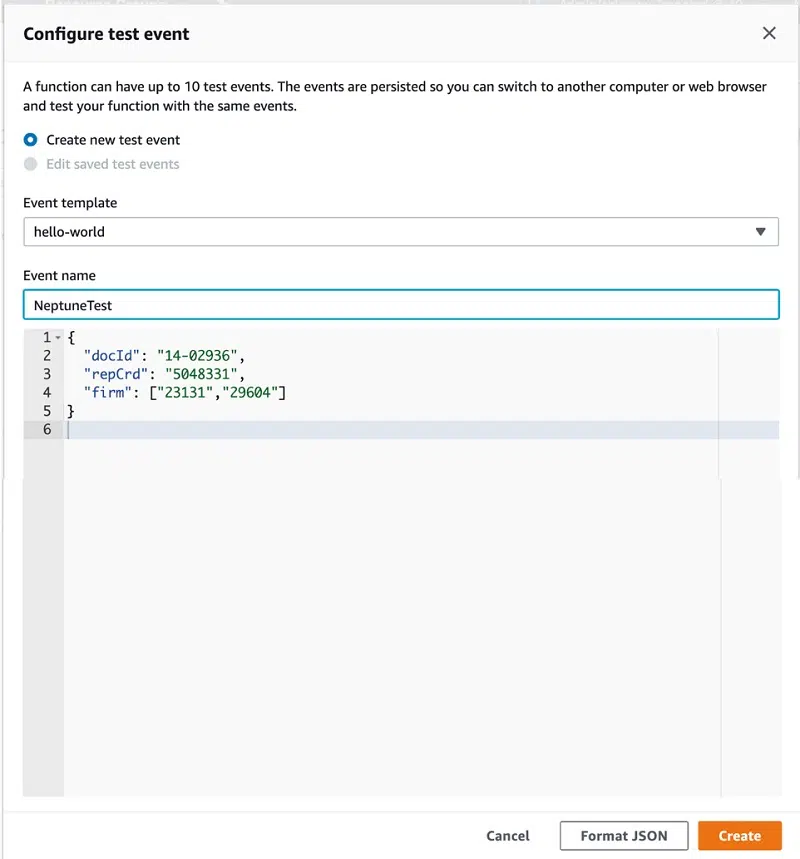 Configure test event
A function can have up to 10 test events. The events are persisted so you can switch to another computer or web browser
and test your function with the same events.
Create new test event
Edit saved test events
Event template
hello-world
Event name
NeptuneTest
1 {
2 "docId": "14-02936",
3 "repCrd": "5048331",
4 "firm": ["23131","29604"]
5 }
6
Cancel
Format JSON
Create